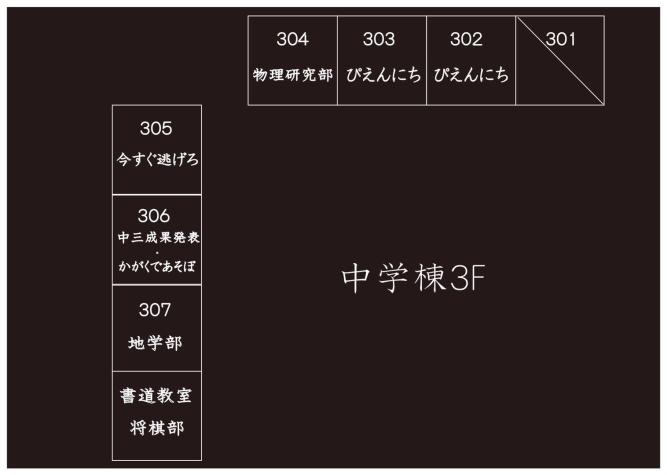 304
物理研究部
303
ぴえんにち
302
ぴえんにち
301
305
今すぐ逃げろ
306
中三成果発表
・
かがくであそぼ
307
地学部
書道教室
将棋部
中学棟3F